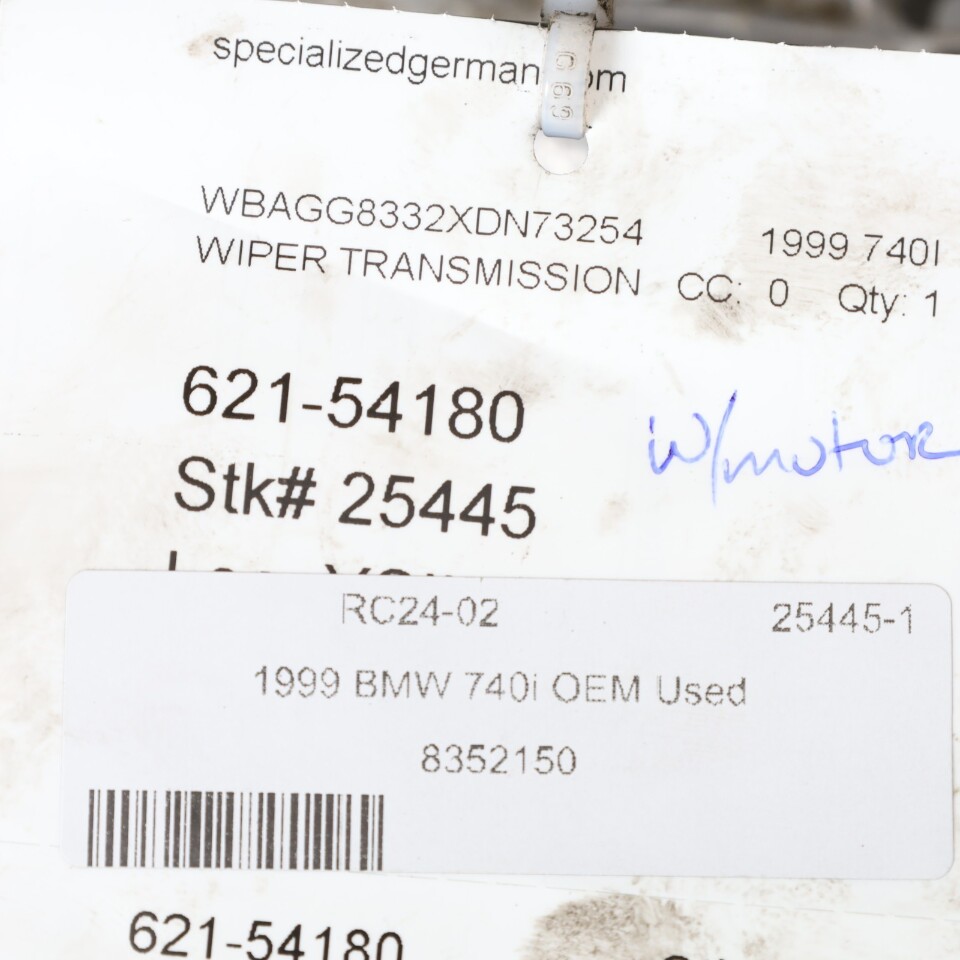 specializedgerman
WBAGG8332XDN73254 1999 740I
WIPER TRANSMISSION CC: 0 Qty: 1
621-54180
w/motor
Stk# 25445
RC24-02 25445-1
1999 BMW 740i OEM Used
8352150
621-54180